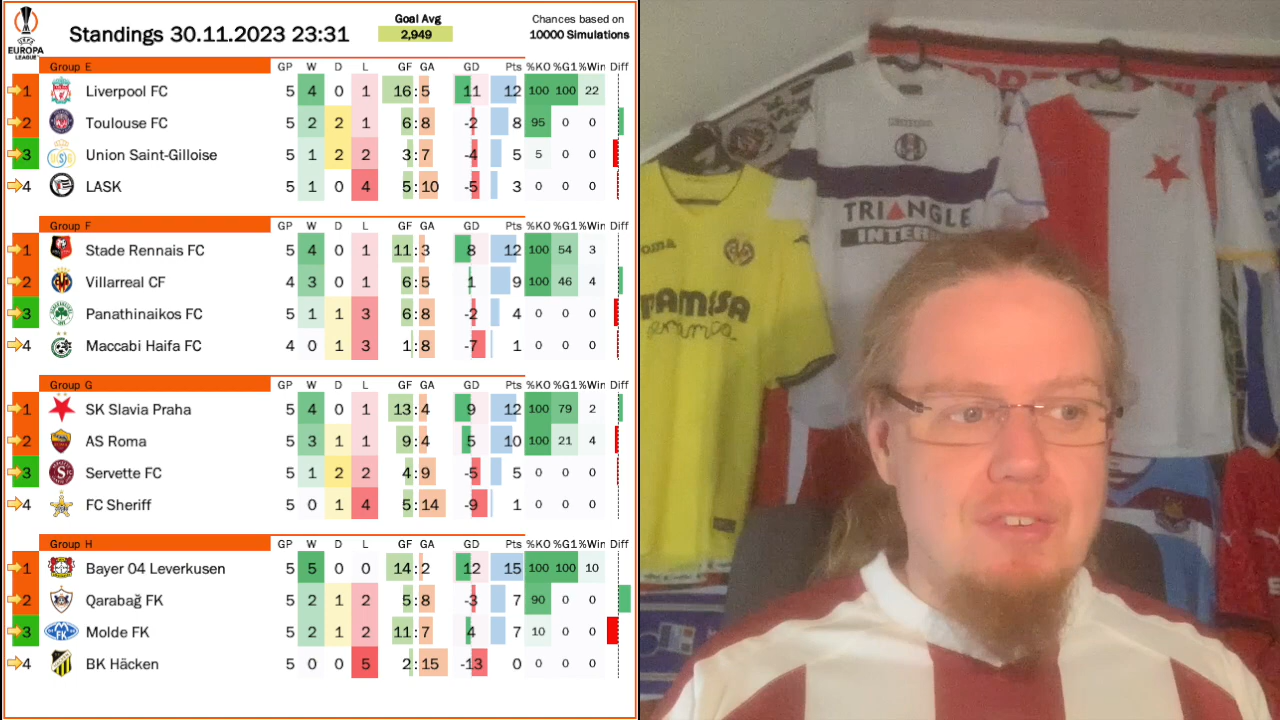 UEFA
EUROPA
LEAGUE
Standings 30.11.2023 23:31
Goal Avg
2,949
Chances based on
10000 Simulations
Group E GP W D L GF GA GD Pts %KO %G1 %Win Diff
1 Liverpool FC 5 4 0 1 16:5 11 12 100 100 22
2 Toulouse FC 5 2 2 1 6:8 -2 8 95 0 0
3 Union Saint-Gilloise 5 1 2 2 3:7 -4 5 5 0 0
4 LASK 5 1 0 4 5:10 -5 3 0 0 0
Group F GP W D L GF GA GD Pts %KO %G1 %Win Diff
1 Stade Rennais FC 5 4 0 1 11:3 8 12 100 54 3
2 Villarreal CF 4 3 0 1 6:5 1 9 100 46 4
3 Panathinaikos FC 5 1 1 3 6:8 -2 4 0 0 0
4 Maccabi Haifa FC 4 0 1 3 1:8 -7 1 0 0 0
Group G GP W D L GF GA GD Pts %KO %G1 %Win Diff
1 SK Slavia Praha 5 4 0 1 13:4 9 12 100 79 2
2 AS Roma 5 3 1 1 9:4 5 10 100 21 4
3 Servette FC 5 1 2 2 4:9 -5 5 0 0 0
4 FC Sheriff 5 0 1 4 5:14 -9 1 0 0 0
Group H GP W D L GF GA GD Pts %KO %G1 %Win Diff
1 Bayer 04 Leverkusen 5 5 0 0 14:2 12 15 100 100 10
2 Qarabağ FK 5 2 1 2 5:8 -3 7 90 0 0
3 Molde FK 5 2 1 2 11:7 4 7 10 0 0
4 BK Häcken 5 0 0 5 2:15 -13 0 0 0 0
TRIANGLE
INTER